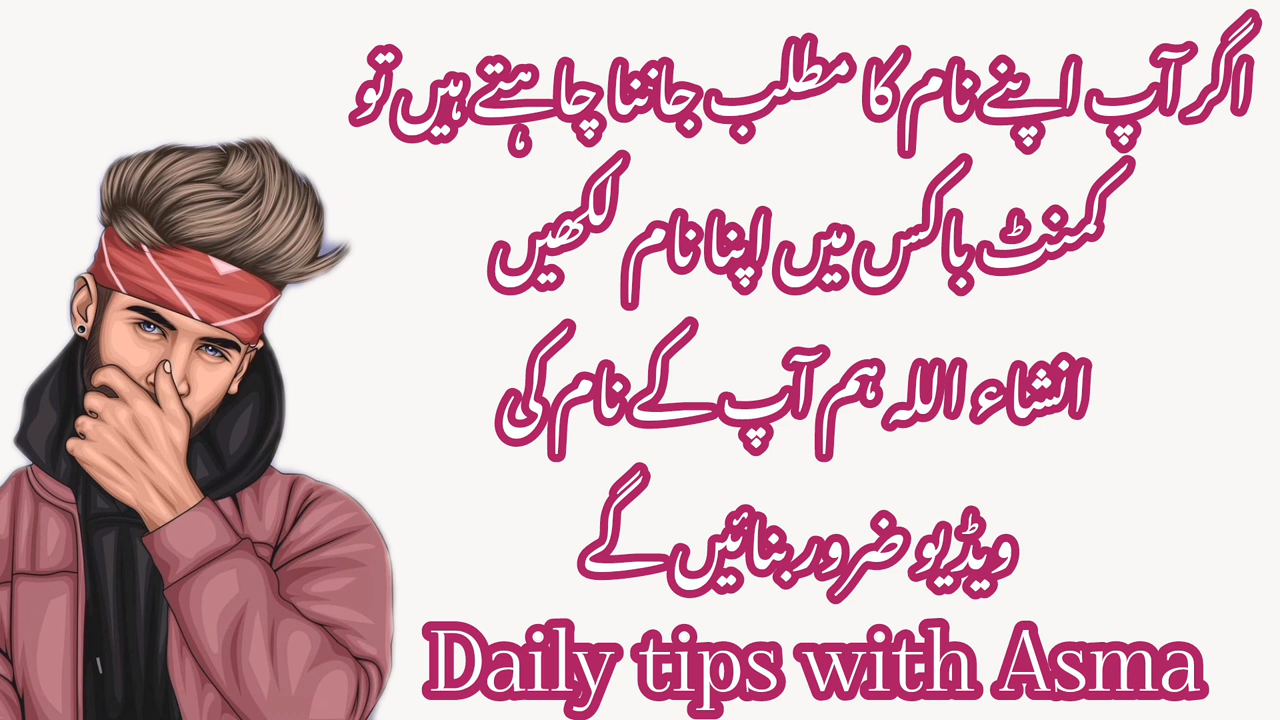 اگر آپ اپنے نام کا مطلب جاننا چاہتے ہیں تو
کمنٹ باکس میں اپنا نام لکھیں
انشاء اللہ ہم آپ کے نام کی
ویڈیو ضرور بنائیں گے
Daily tips with Asma